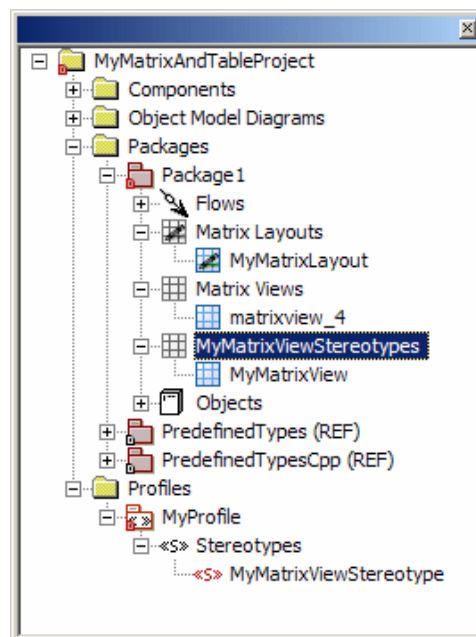 MyMatrixAndTableProject
Components
Object Model Diagrams
Packages
Package1
Flows
Matrix Layouts
MyMatrixLayout
Matrix Views
matrixview_4
MyMatrixViewStereotypes
MyMatrixView
Objects
PredefinedTypes (REF)
PredefinedTypesCpp (REF)
Profiles
MyProfile
«S» Stereotypes
«S» MyMatrixViewStereotype